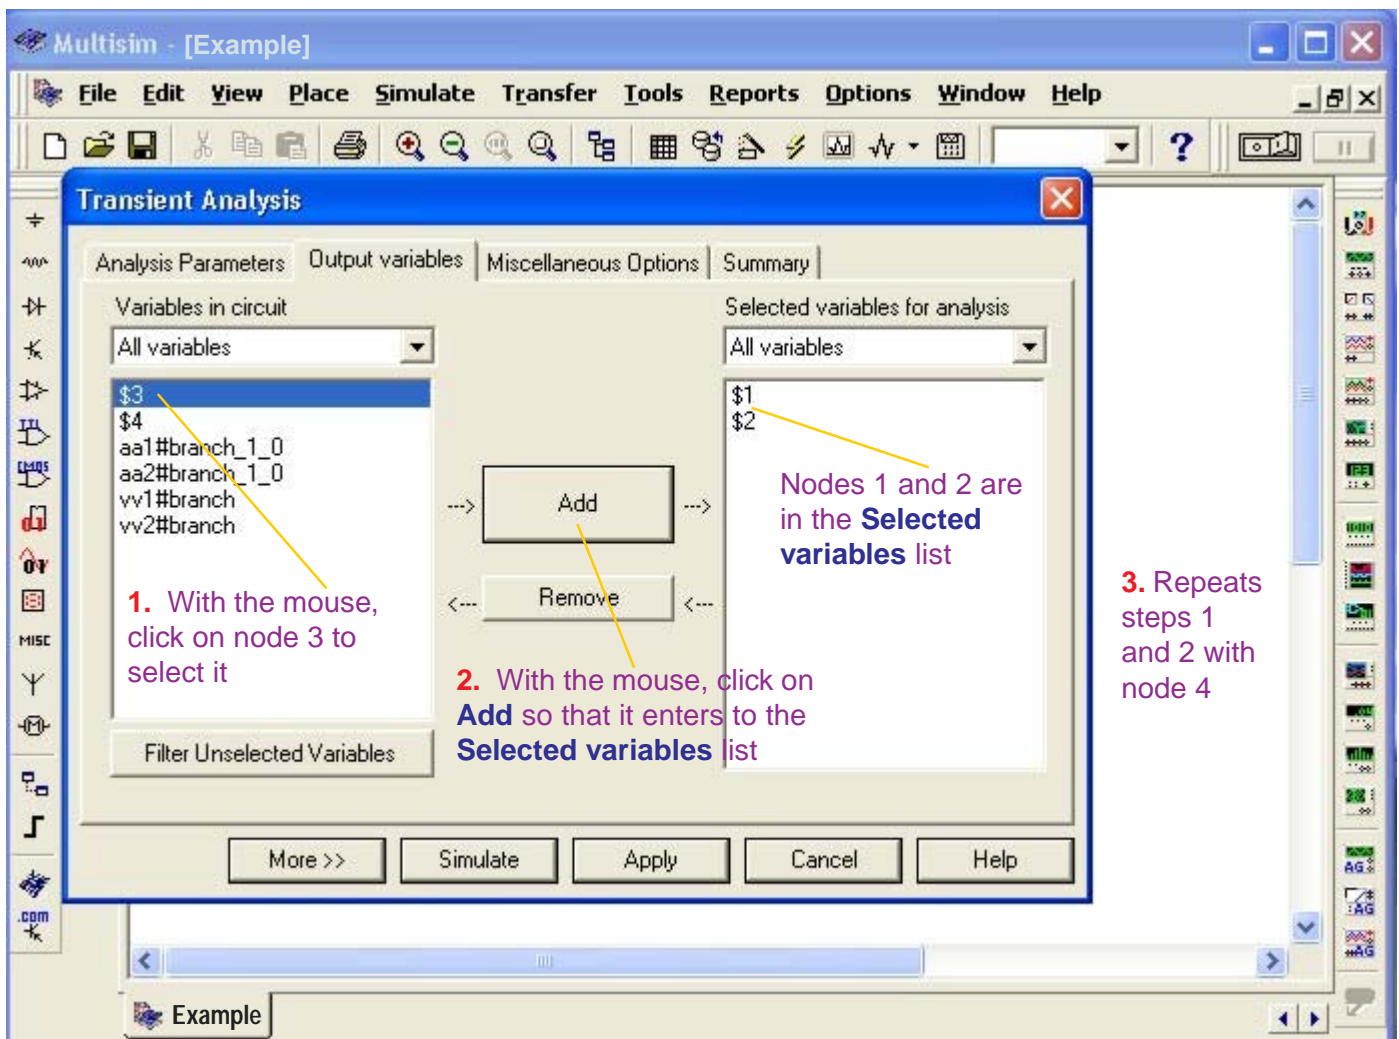 Multisim - [Example]
File Edit View Place Simulate Transfer Tools Reports Options Window Help
Transient Analysis
Analysis Parameters Output variables Miscellaneous Options Summary
Variables in circuit
All variables
$3
$4
aa1#branch_1_0
aa2#branch_1_0
vv1#branch
vv2#branch
1. With the mouse,
click on node 3 to
select it
Filter Unselected Variables
---> Add --->
<--- Remove <---
2. With the mouse, click on
Add so that it enters to the
Selected variables list
Selected variables for analysis
All variables
$1
$2
Nodes 1 and 2 are
in the Selected
variables list
3. Repeats
steps 1
and 2 with
node 4
More >> Simulate Apply Cancel Help
TTL
CMOS
MISC
.com
AG
AG
AG
Example